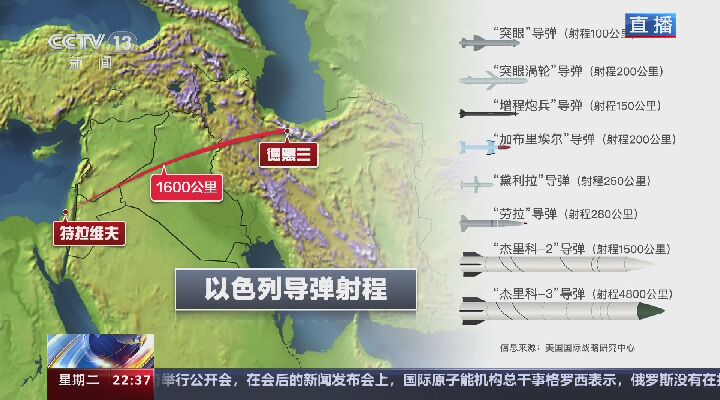 CCTV 13
新闻
直播
“突眼”导弹（射程100公
“突眼涡轮”导弹（射程200公里）
“增程炮兵”导弹（射程150公里）
“加布里埃尔”导弹（射程200公里）
“黛利拉”导弹（射程250公里）
“劳拉”导弹（射程280公里）
“杰里科-2”导弹（射程1500公里）
“杰里科-3”导弹（射程4800公里）
信息来源：美国国际战略研究中心
德黑兰
1600公里
特拉维夫
以色列导弹射程
星期二 22:37
举行公开会，在会后的新闻发布会上，国际原子能机构总干事格罗西表示，俄罗斯没有在